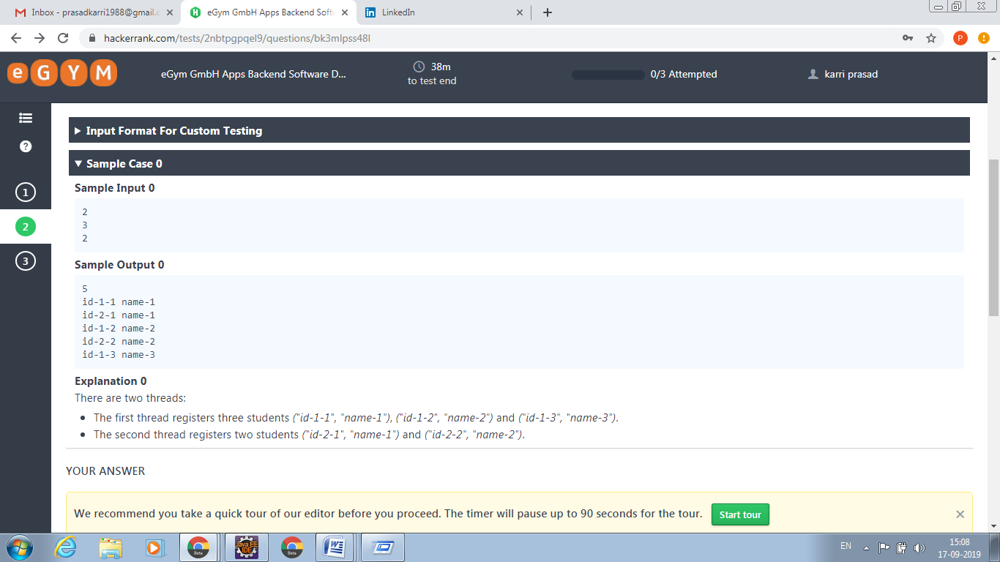 Inbox - prasadkarri1988@gmail.c
eGym GmbH Apps Backend Soft
LinkedIn
hackerrank.com/tests/2nbtpgpqel9/questions/bk3mlpss48l
P
eGYM
eGym GmbH Apps Backend Software D...
38m
to test end
0/3 Attempted
karri prasad
1
2
3
Input Format For Custom Testing
Sample Case 0
Sample Input 0
2
3
2
Sample Output 0
5
id-1-1 name-1
id-2-1 name-1
id-1-2 name-2
id-2-2 name-2
id-1-3 name-3
Explanation 0
There are two threads:
The first thread registers three students ("id-1-1", "name-1"), ("id-1-2", "name-2") and ("id-1-3", "name-3").
The second thread registers two students ("id-2-1", "name-1") and ("id-2-2", "name-2").
YOUR ANSWER
We recommend you take a quick tour of our editor before you proceed. The timer will pause up to 90 seconds for the tour.
Start tour
Beta
Java EE
IDE
Beta
EN
15:08
17-09-2019